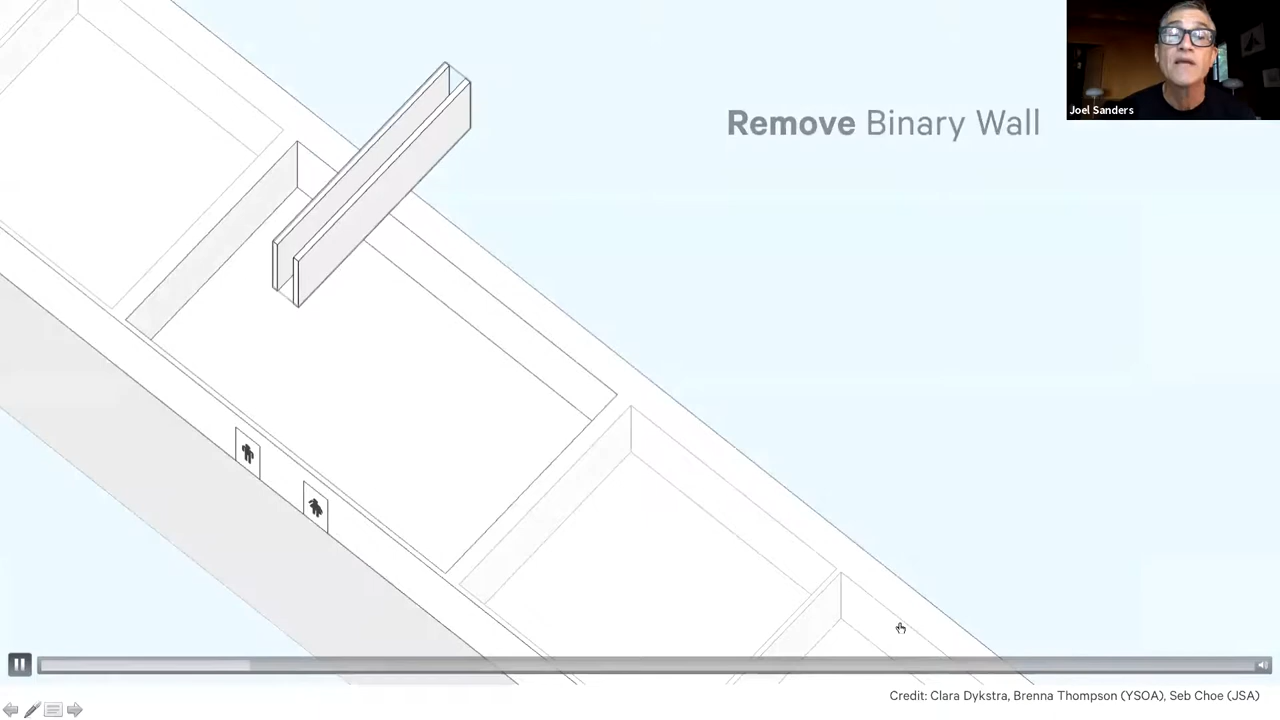 Remove Binary Wall
Joel Sanders
Credit: Clara Dykstra, Brenna Thompson (YSOA), Seb Choe (JSA)